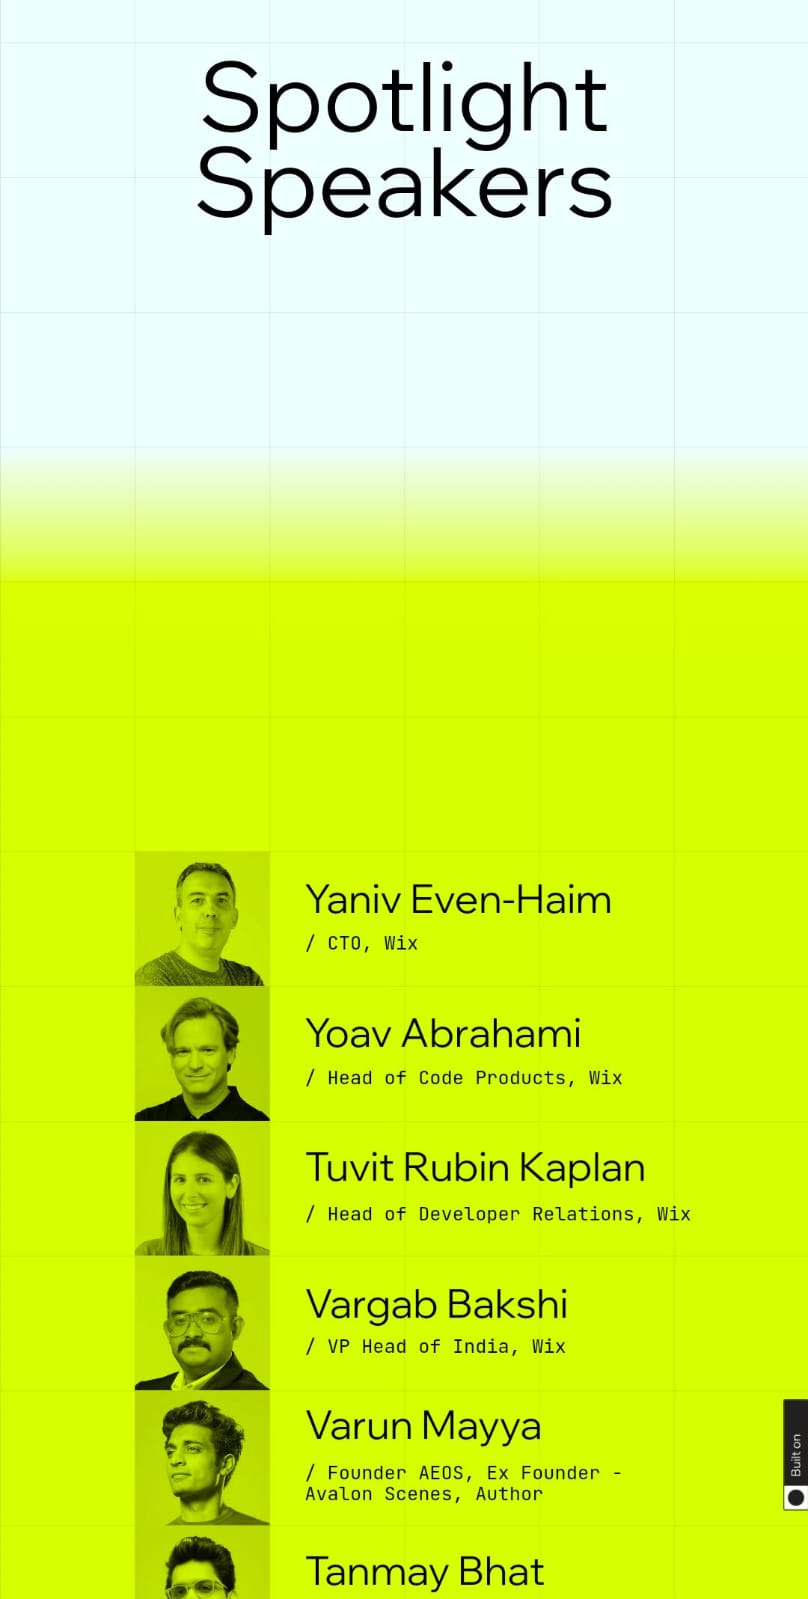 Spotlight
Speakers
Yaniv Even-Haim
/ CTO, Wix
Yoav Abrahami
/ Head of Code Products, Wix
Tuvit Rubin Kaplan
/ Head of Developer Relations, Wix
Vargab Bakshi
/ VP Head of India, Wix
Varun Mayya
/ Founder AEOS, Ex Founder -
Avalon Scenes, Author
Built on
Tanmay Bhat